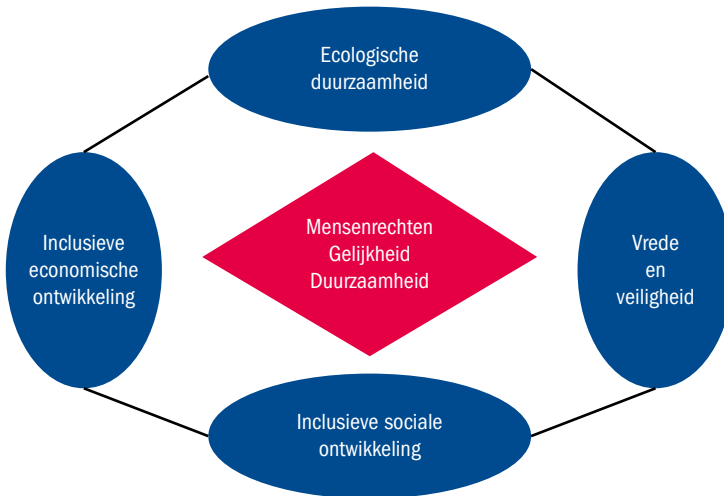 Ecologische
duurzaamheid
Inclusieve
economische
ontwikkeling
Mensenrechten
Gelijkheid
Duurzaamheid
Vrede
en
veiligheid
Inclusieve sociale
ontwikkeling